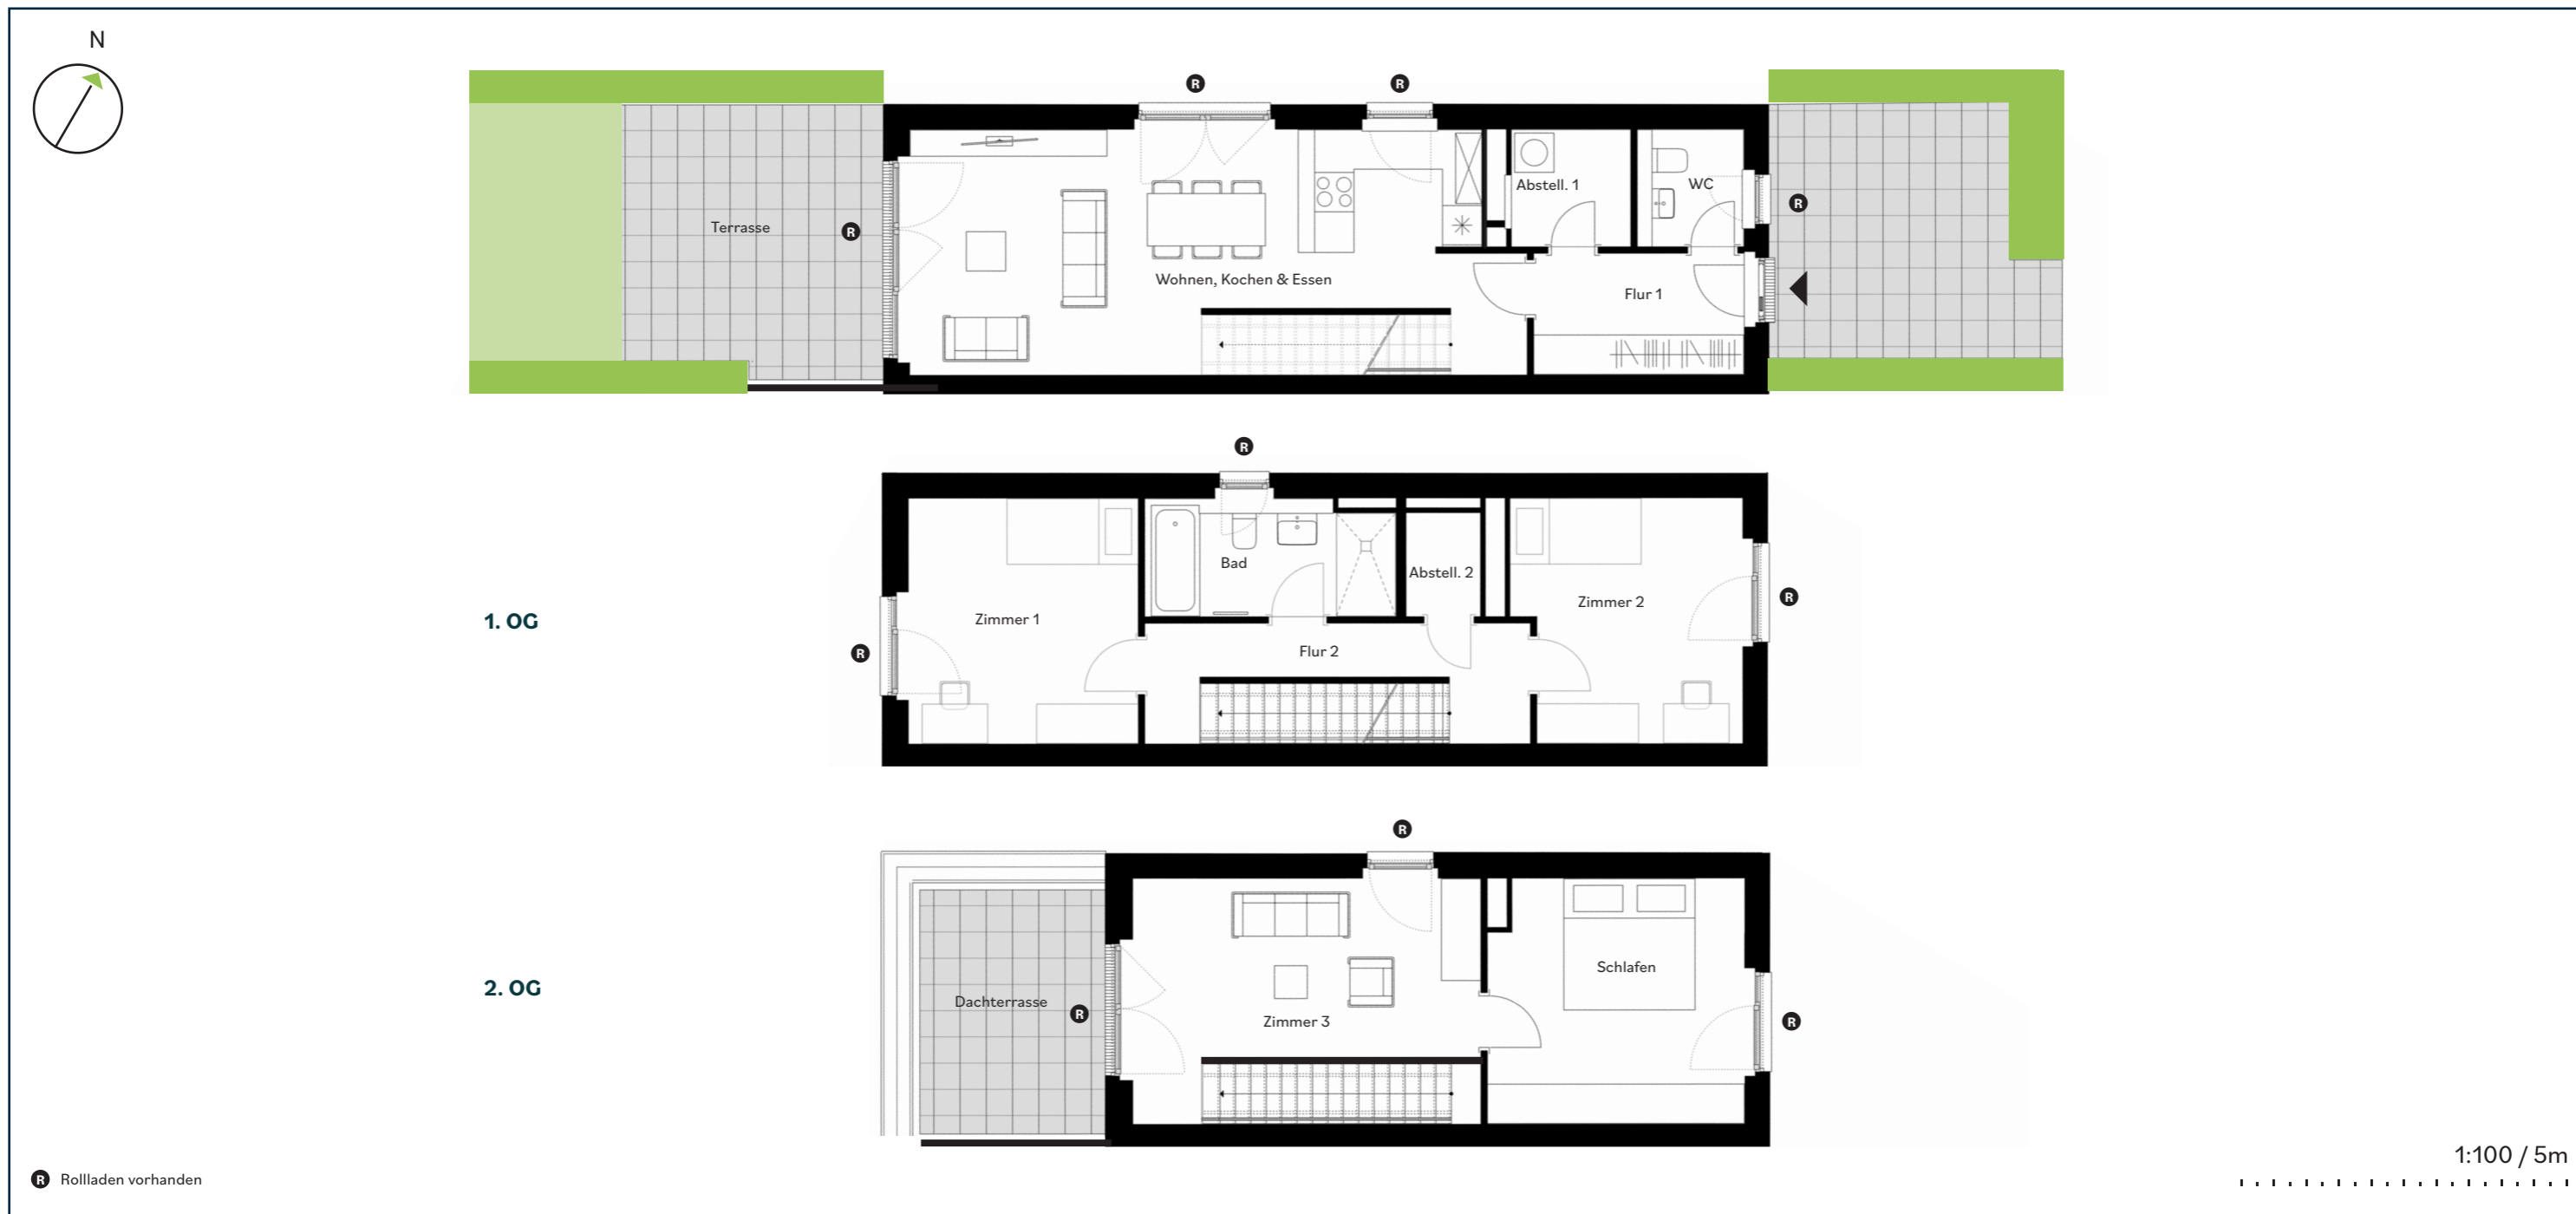 N
R
R
Abstell. 1
WC
R
Terrasse
R
Wohnen, Kochen & Essen
Flur 1
R
1. OG
Bad
Abstell. 2
R
Zimmer 1
Zimmer 2
R
Flur 2
R
2. OG
Schlafen
Dachterrasse
R
Zimmer 3
R
R Rollladen vorhanden
1:100 / 5m